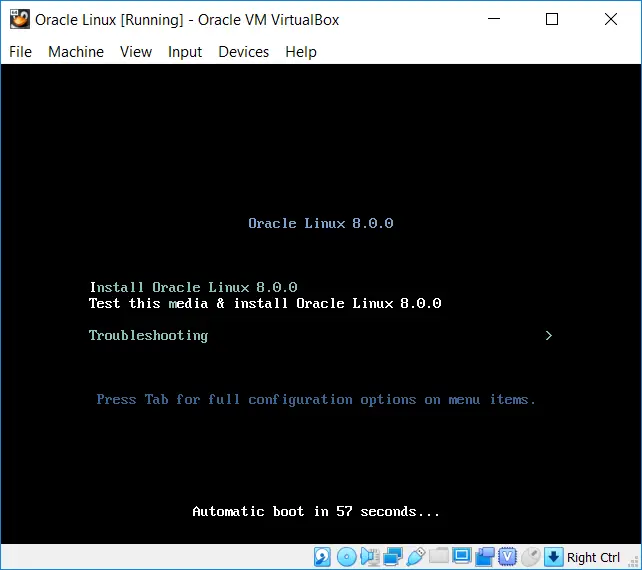 Oracle Linux [Running] - Oracle VM VirtualBox
File Machine View Input Devices Help
Oracle Linux 8.0.0
Install Oracle Linux 8.0.0
Test this media & install Oracle Linux 8.0.0
Troubleshooting >
Press Tab for full configuration options on menu items.
Automatic boot in 57 seconds...
Right Ctrl